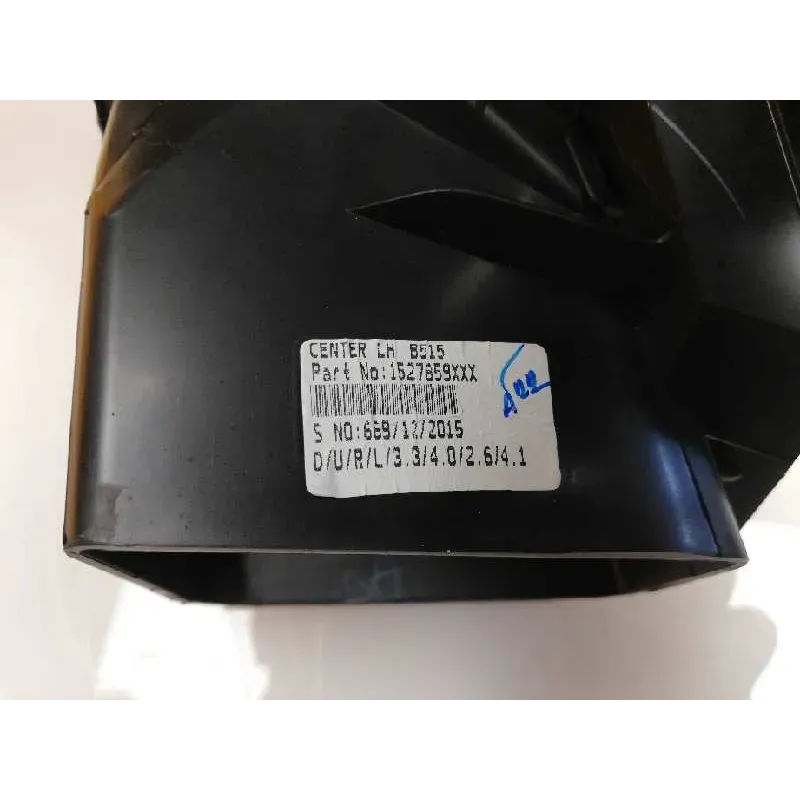 CENTER LH B515
Part No:1527859XXX
S NO:669/12/2015
D/U/R/L/3.3/4.0/2.6/4.1